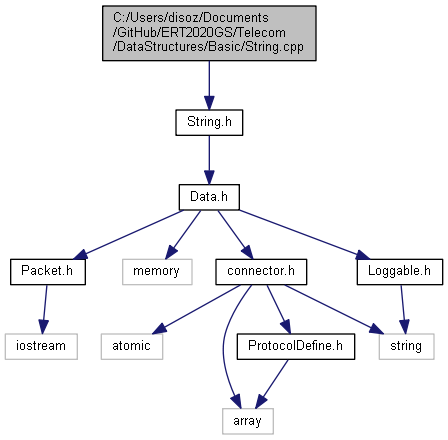 C:/Users/disoz/Documents
/GitHub/ERT2020GS/Telecom
/DataStructures/Basic/String.cpp
String.h
Data.h
Packet.h
memory
connector.h
Loggable.h
iostream
atomic
ProtocolDefine.h
string
array